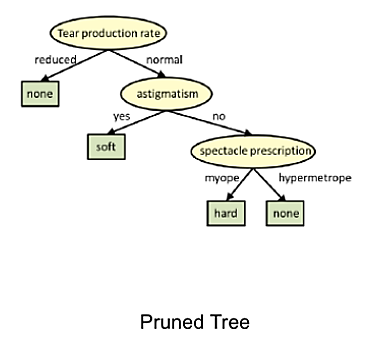 Tear production rate
reduced normal
none
astigmatism
yes no
soft
spectacle prescription
myope hypermetrope
hard none
Pruned Tree